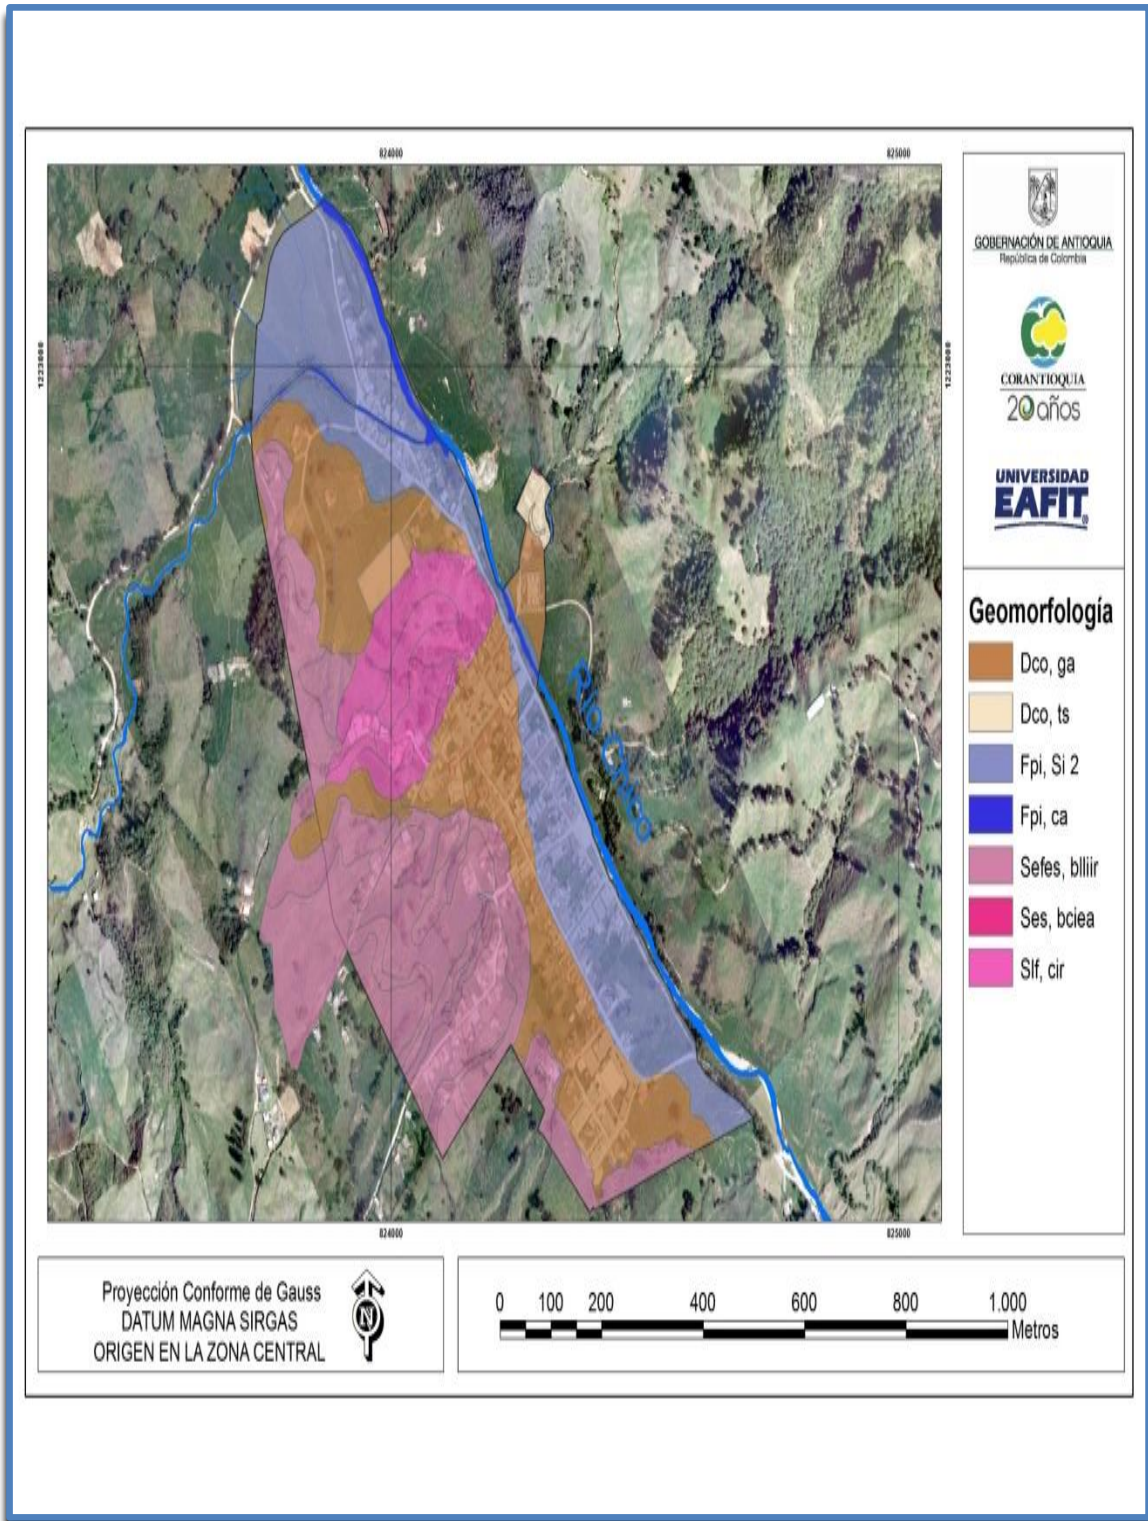 824000
825000
1223000
1223000
Río Chico
824000
825000
GOBERNACIÓN DE ANTIOQUIA
República de Colombia
CORANTIOQUIA
20 años
UNIVERSIDAD
EAFIT
Geomorfología
Dco, ga
Dco, ts
Fpi, Si 2
Fpi, ca
Sefes, blliir
Ses, bciea
Slf, cir
Proyección Conforme de Gauss
DATUM MAGNA SIRGAS
ORIGEN EN LA ZONA CENTRAL
N
0 100 200 400 600 800 1.000
Metros